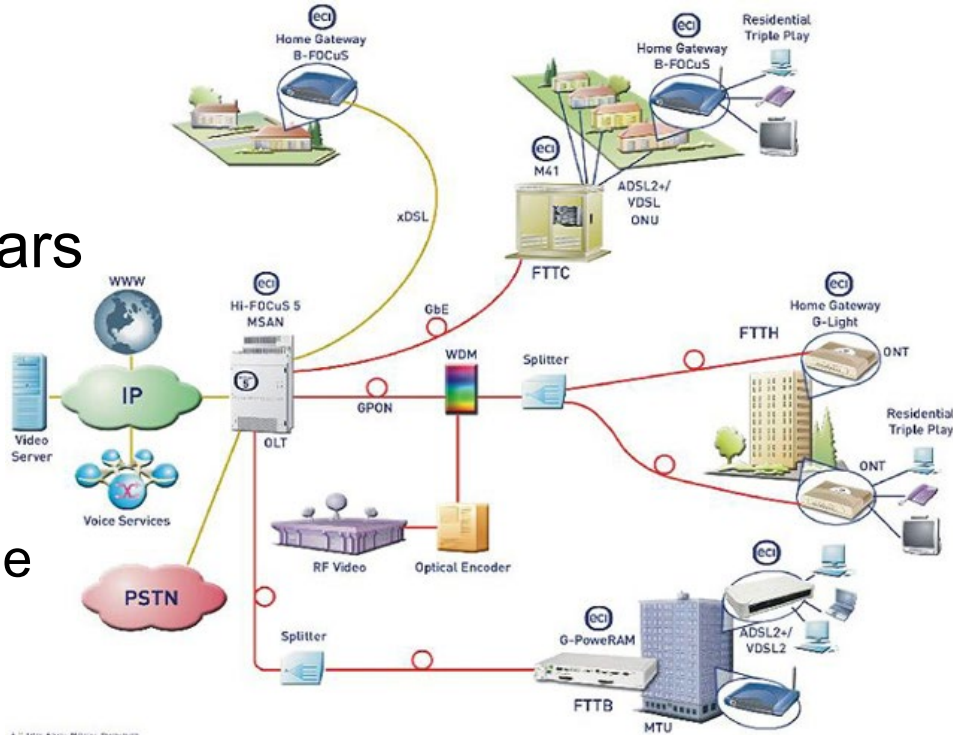 eci
Home Gateway
B-FOCuS
eci
Home Gateway
B-FOCuS
Residential
Triple Play
eci
M41
ADSL2+/
VDSL
ONU
xDSL
FTTC
ars
WWW
eci
Hi-FOCuS 5
MSAN
GbE
eci
Home Gateway
G-Light
FTTH
ONT
WDM
Splitter
IP
5
GPON
OLT
Video
Server
Residential
Triple Play
ONT
Voice Services
RF Video
Optical Encoder
e
PSTN
eci
ADSL2+/
VDSL2
Splitter
eci
G-PoweRAM
FTTB
MTU